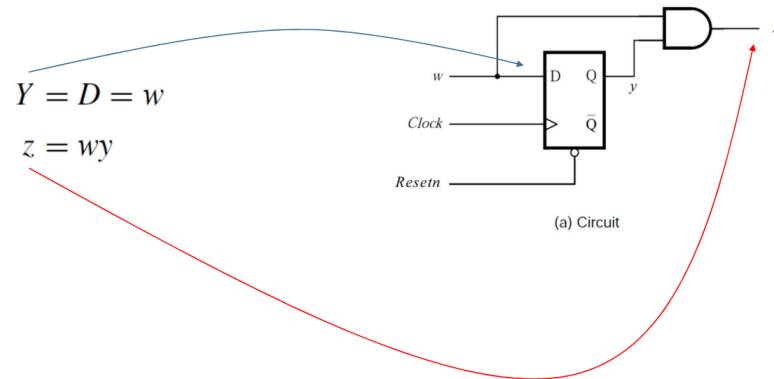 Y = D = w
z = wy
w
D Q
y
Clock
Q̅
Resetn
(a) Circuit